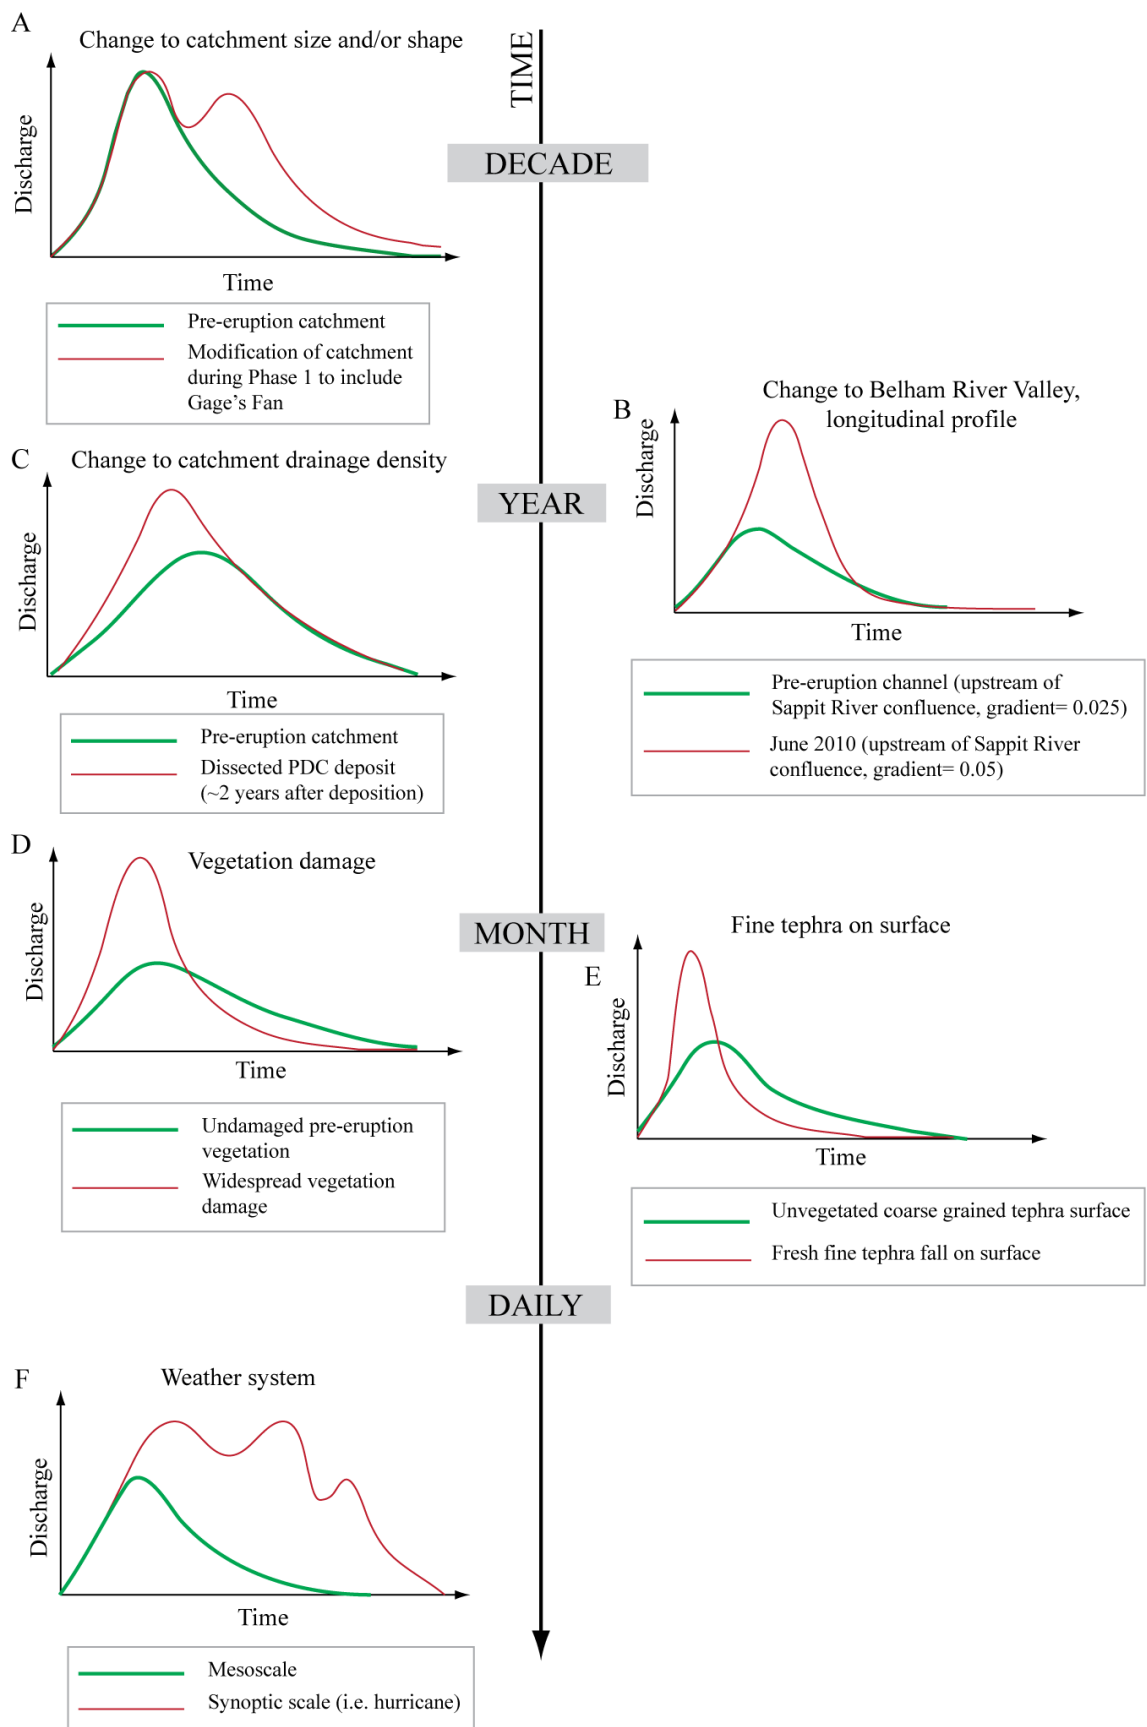 A
Change to catchment size and/or shape
Discharge
Time
Pre-eruption catchment
Modification of catchment
during Phase 1 to include
Gage's Fan
TIME
DECADE
B
Change to Belham River Valley,
longitudinal profile
Discharge
Time
Pre-eruption channel (upstream of
Sappit River confluence, gradient= 0.025)
June 2010 (upstream of Sappit River
confluence, gradient= 0.05)
C
Change to catchment drainage density
Discharge
Time
Pre-eruption catchment
Dissected PDC deposit
(~2 years after deposition)
YEAR
D
Vegetation damage
Discharge
Time
Undamaged pre-eruption
vegetation
Widespread vegetation
damage
MONTH
E
Fine tephra on surface
Discharge
Time
Unvegetated coarse grained tephra surface
Fresh fine tephra fall on surface
DAILY
F
Weather system
Discharge
Time
Mesoscale
Synoptic scale (i.e. hurricane)